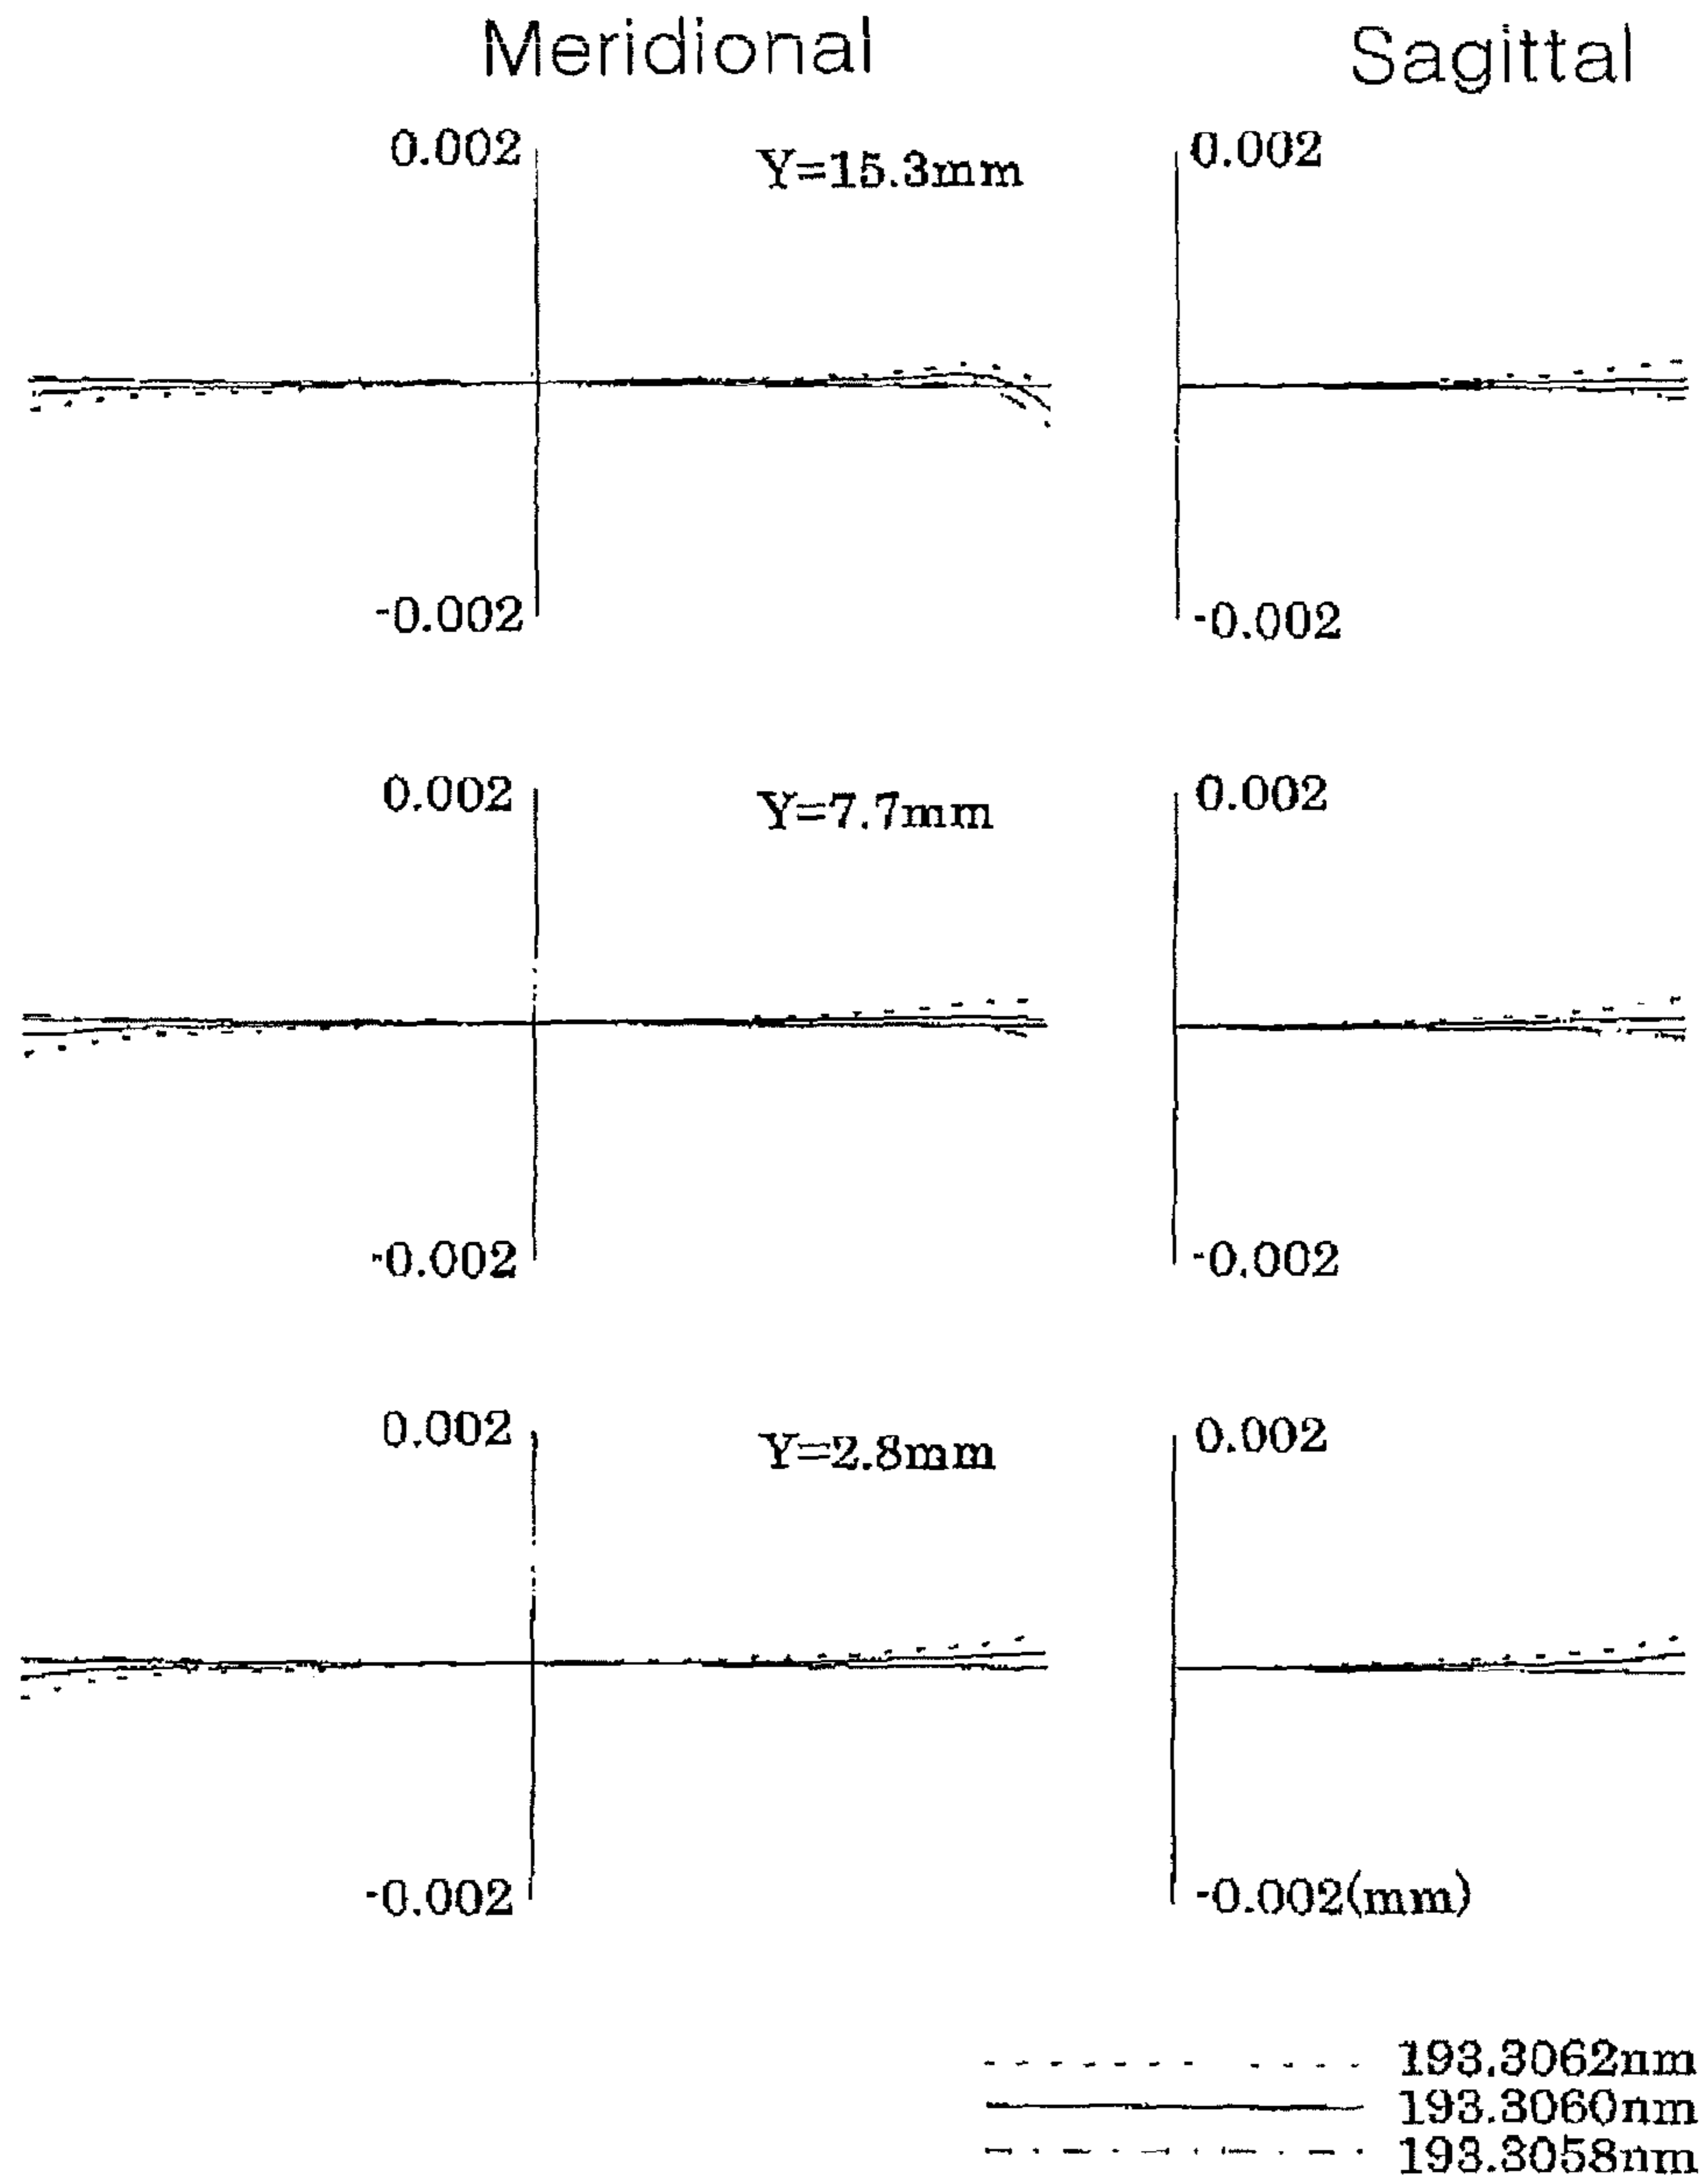 Meridional Sagittal
0.002 Y=15.3mm 0.002
-0.002 -0.002
0.002 Y=7.7mm 0.002
-0.002 -0.002
0.002 Y=2.8mm 0.002
-0.002 -0.002(mm)
193.3062nm
193.3060nm
193.3058nm